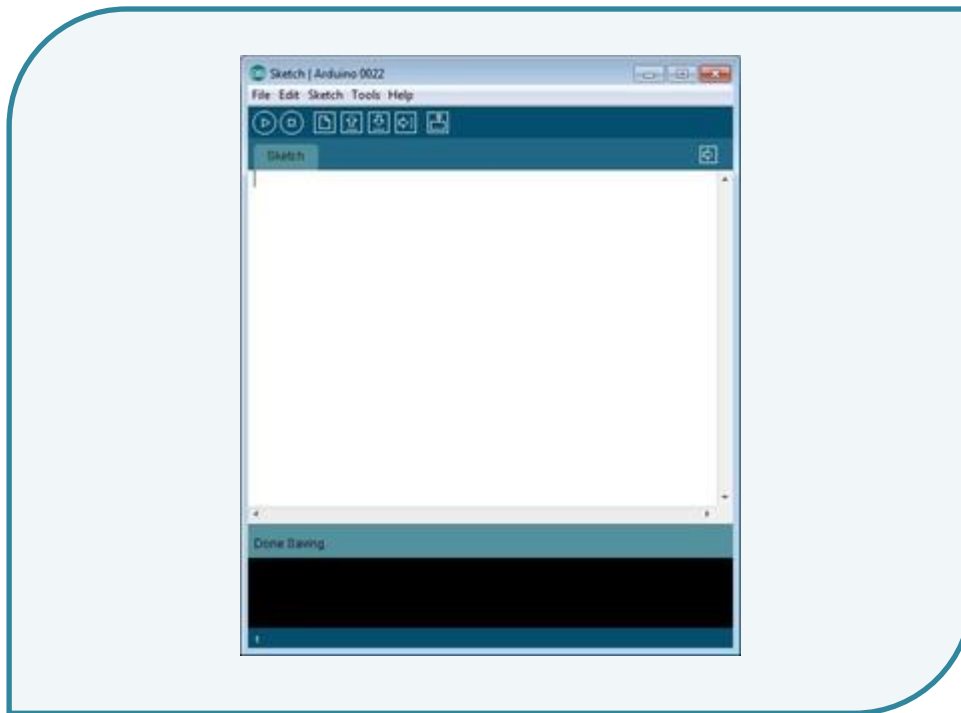 Sketch | Arduino 0022
File Edit Sketch Tools Help
Sketch
Done Saving.
1